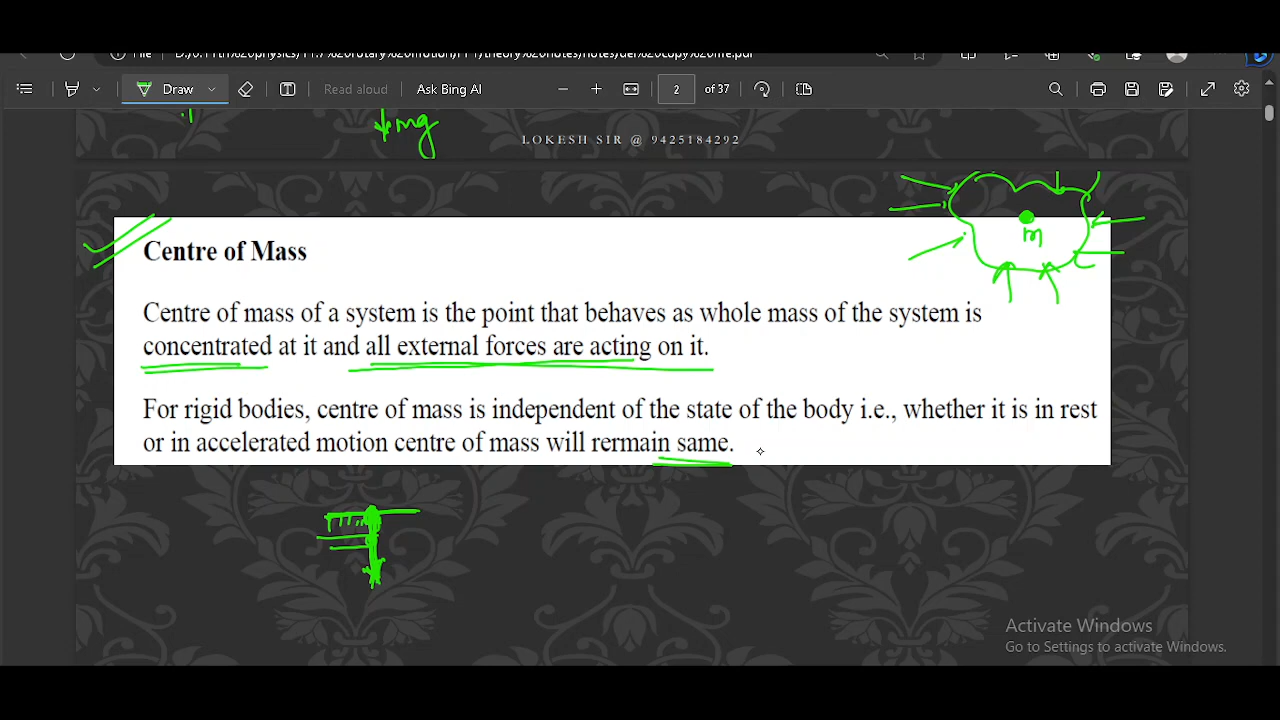 Draw
Read aloud
Ask Bing AI
2 of 37
mg
LOKESH SIR @ 9425184292
m
Centre of Mass
Centre of mass of a system is the point that behaves as whole mass of the system is
concentrated at it and all external forces are acting on it.
For rigid bodies, centre of mass is independent of the state of the body i.e., whether it is in rest
or in accelerated motion centre of mass will rermain same.
Activate Windows
Go to Settings to activate Windows.